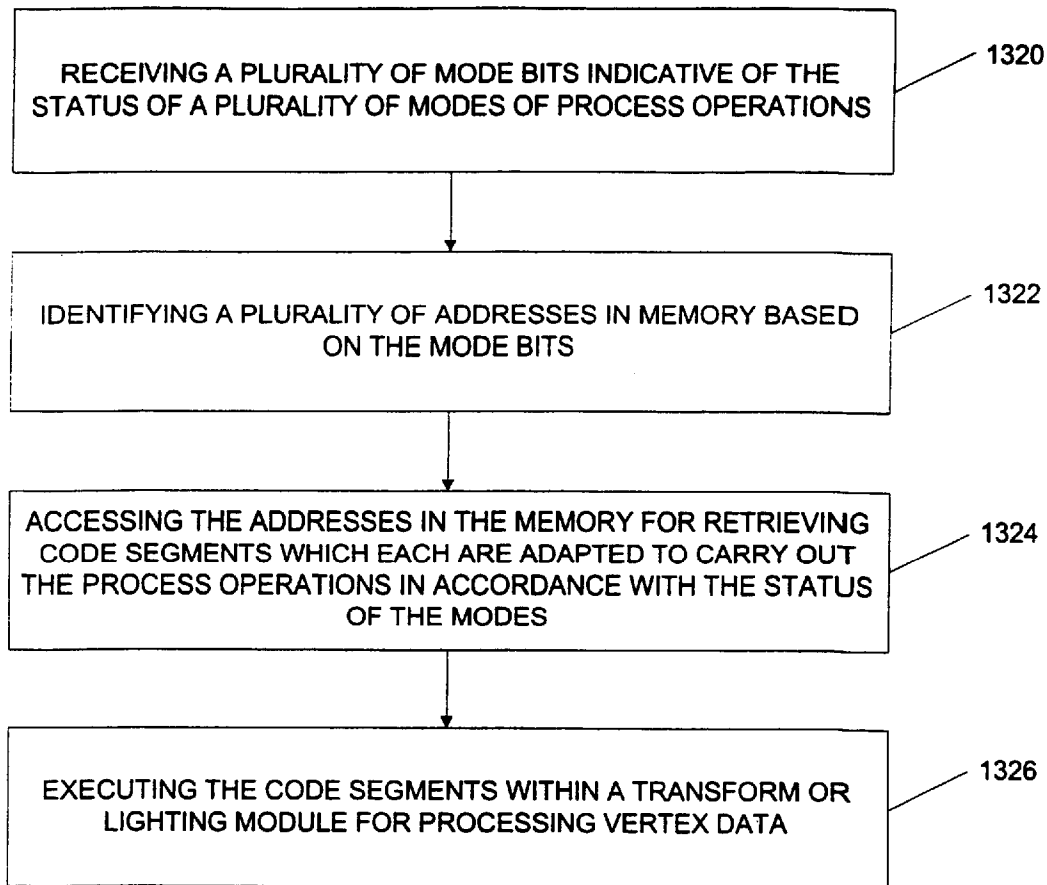 RECEIVING A PLURALITY OF MODE BITS INDICATIVE OF THE
STATUS OF A PLURALITY OF MODES OF PROCESS OPERATIONS
1320
IDENTIFYING A PLURALITY OF ADDRESSES IN MEMORY BASED
ON THE MODE BITS
1322
ACCESSING THE ADDRESSES IN THE MEMORY FOR RETRIEVING
CODE SEGMENTS WHICH EACH ARE ADAPTED TO CARRY OUT
THE PROCESS OPERATIONS IN ACCORDANCE WITH THE STATUS
OF THE MODES
1324
EXECUTING THE CODE SEGMENTS WITHIN A TRANSFORM OR
LIGHTING MODULE FOR PROCESSING VERTEX DATA
1326